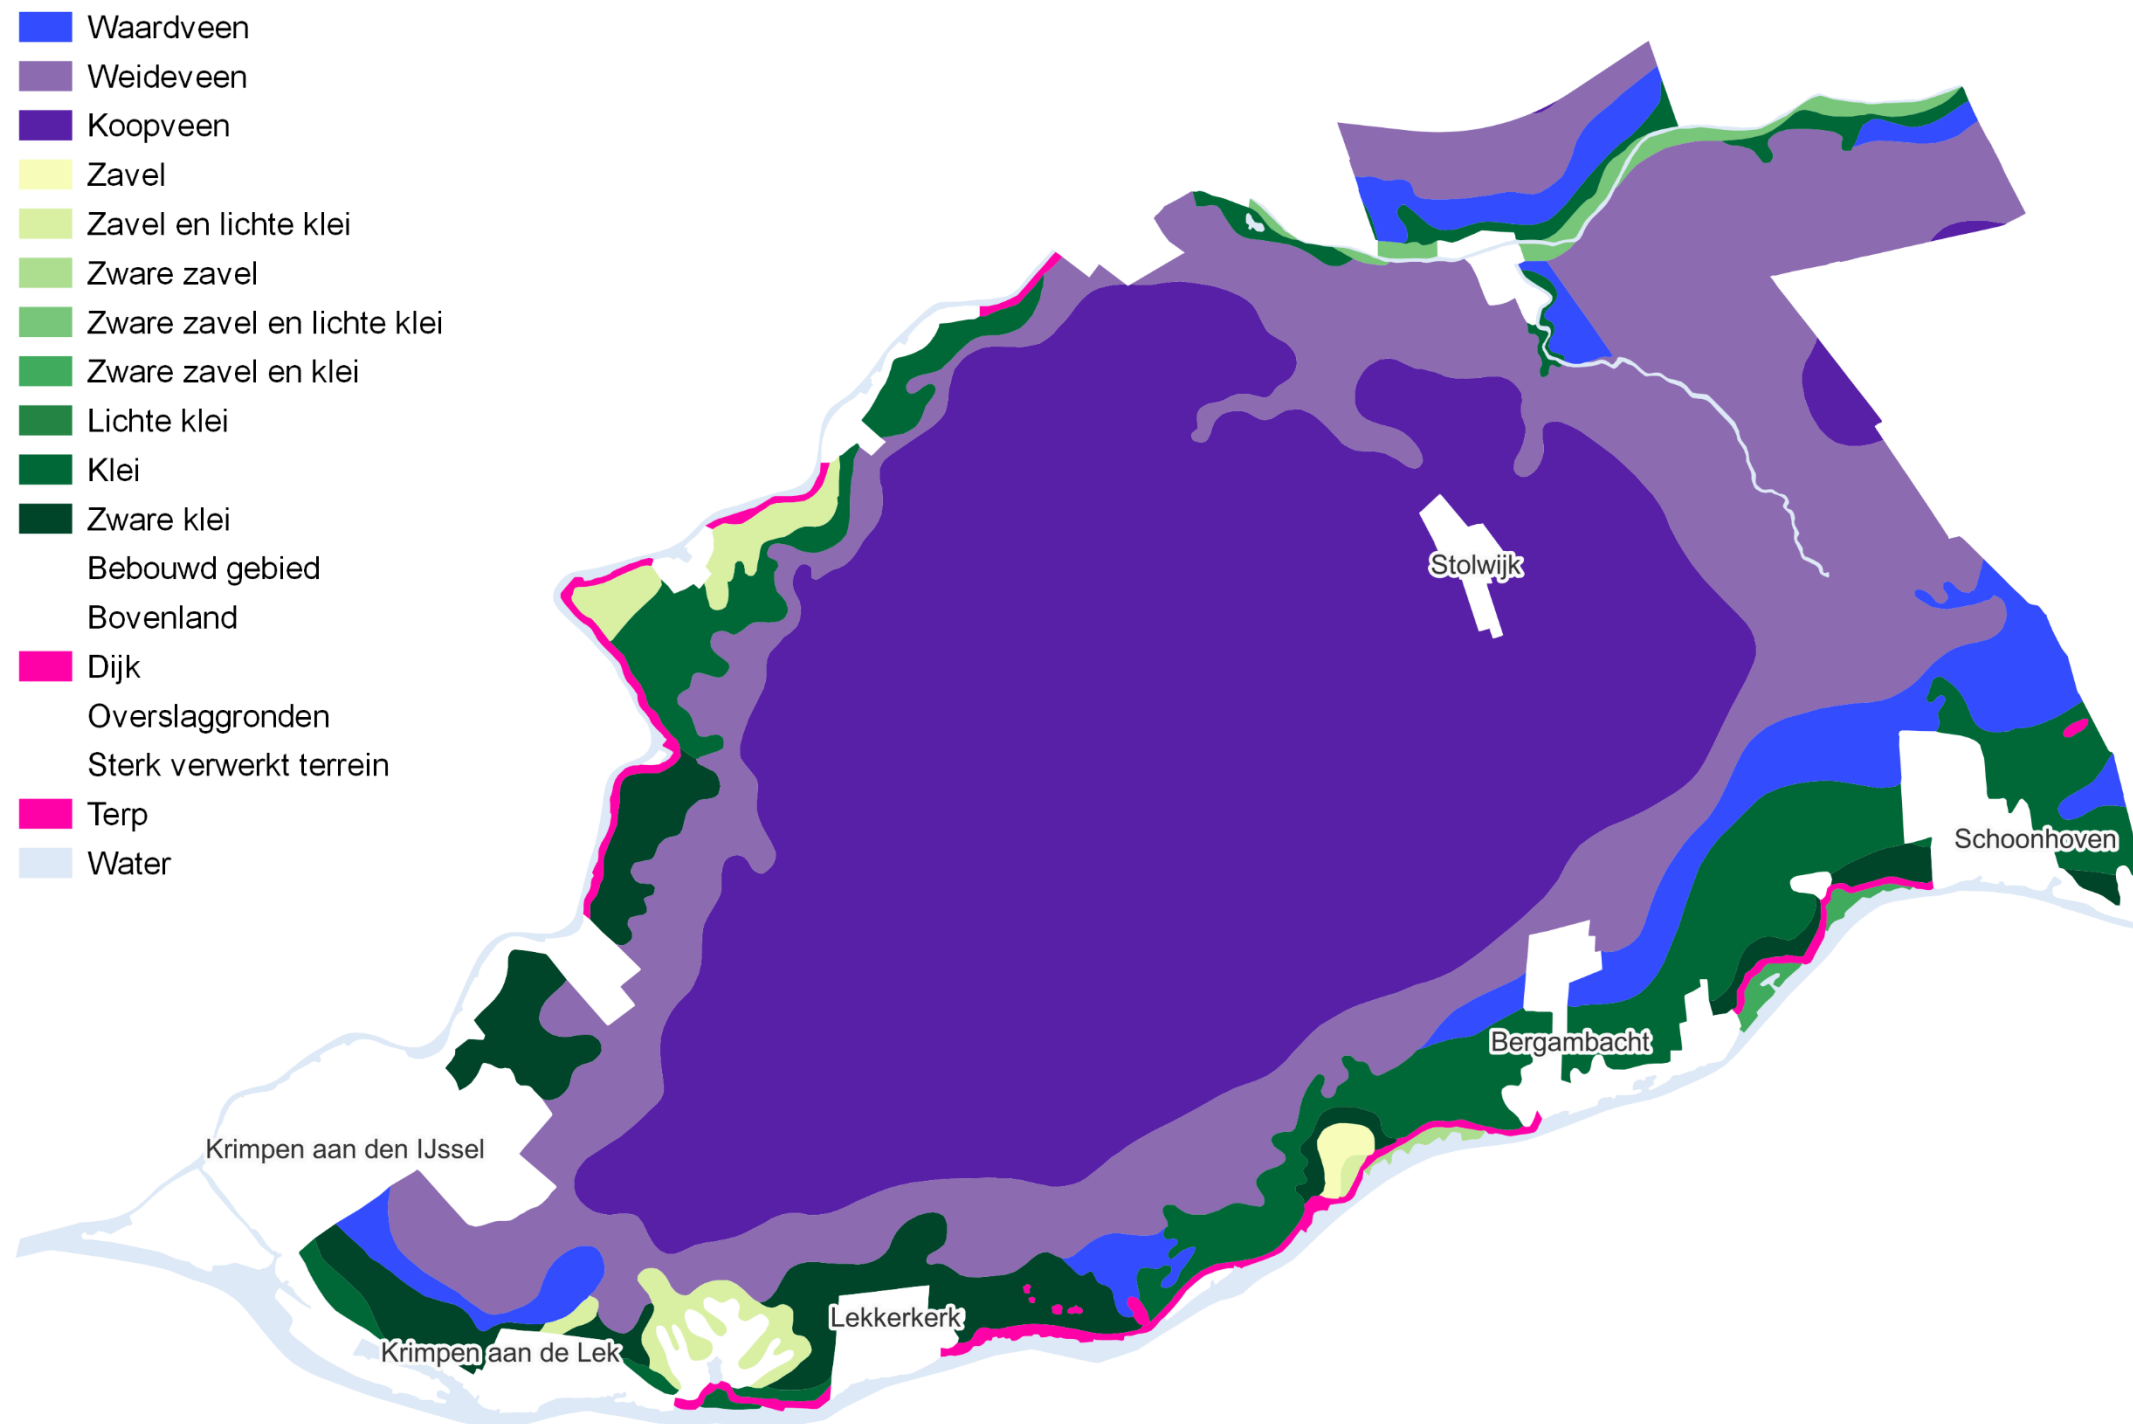 Waardveen
Weideveen
Koopveen
Zavel
Zavel en lichte klei
Zware zavel
Zware zavel en lichte klei
Zware zavel en klei
Lichte klei
Klei
Zware klei
Bebouwd gebied
Bovenland
Dijk
Overslaggronden
Sterk verwerkt terrein
Terp
Water
Stolwijk
Schoonhoven
Bergambacht
Krimpen aan den IJssel
Lekkerkerk
Krimpen aan de Lek